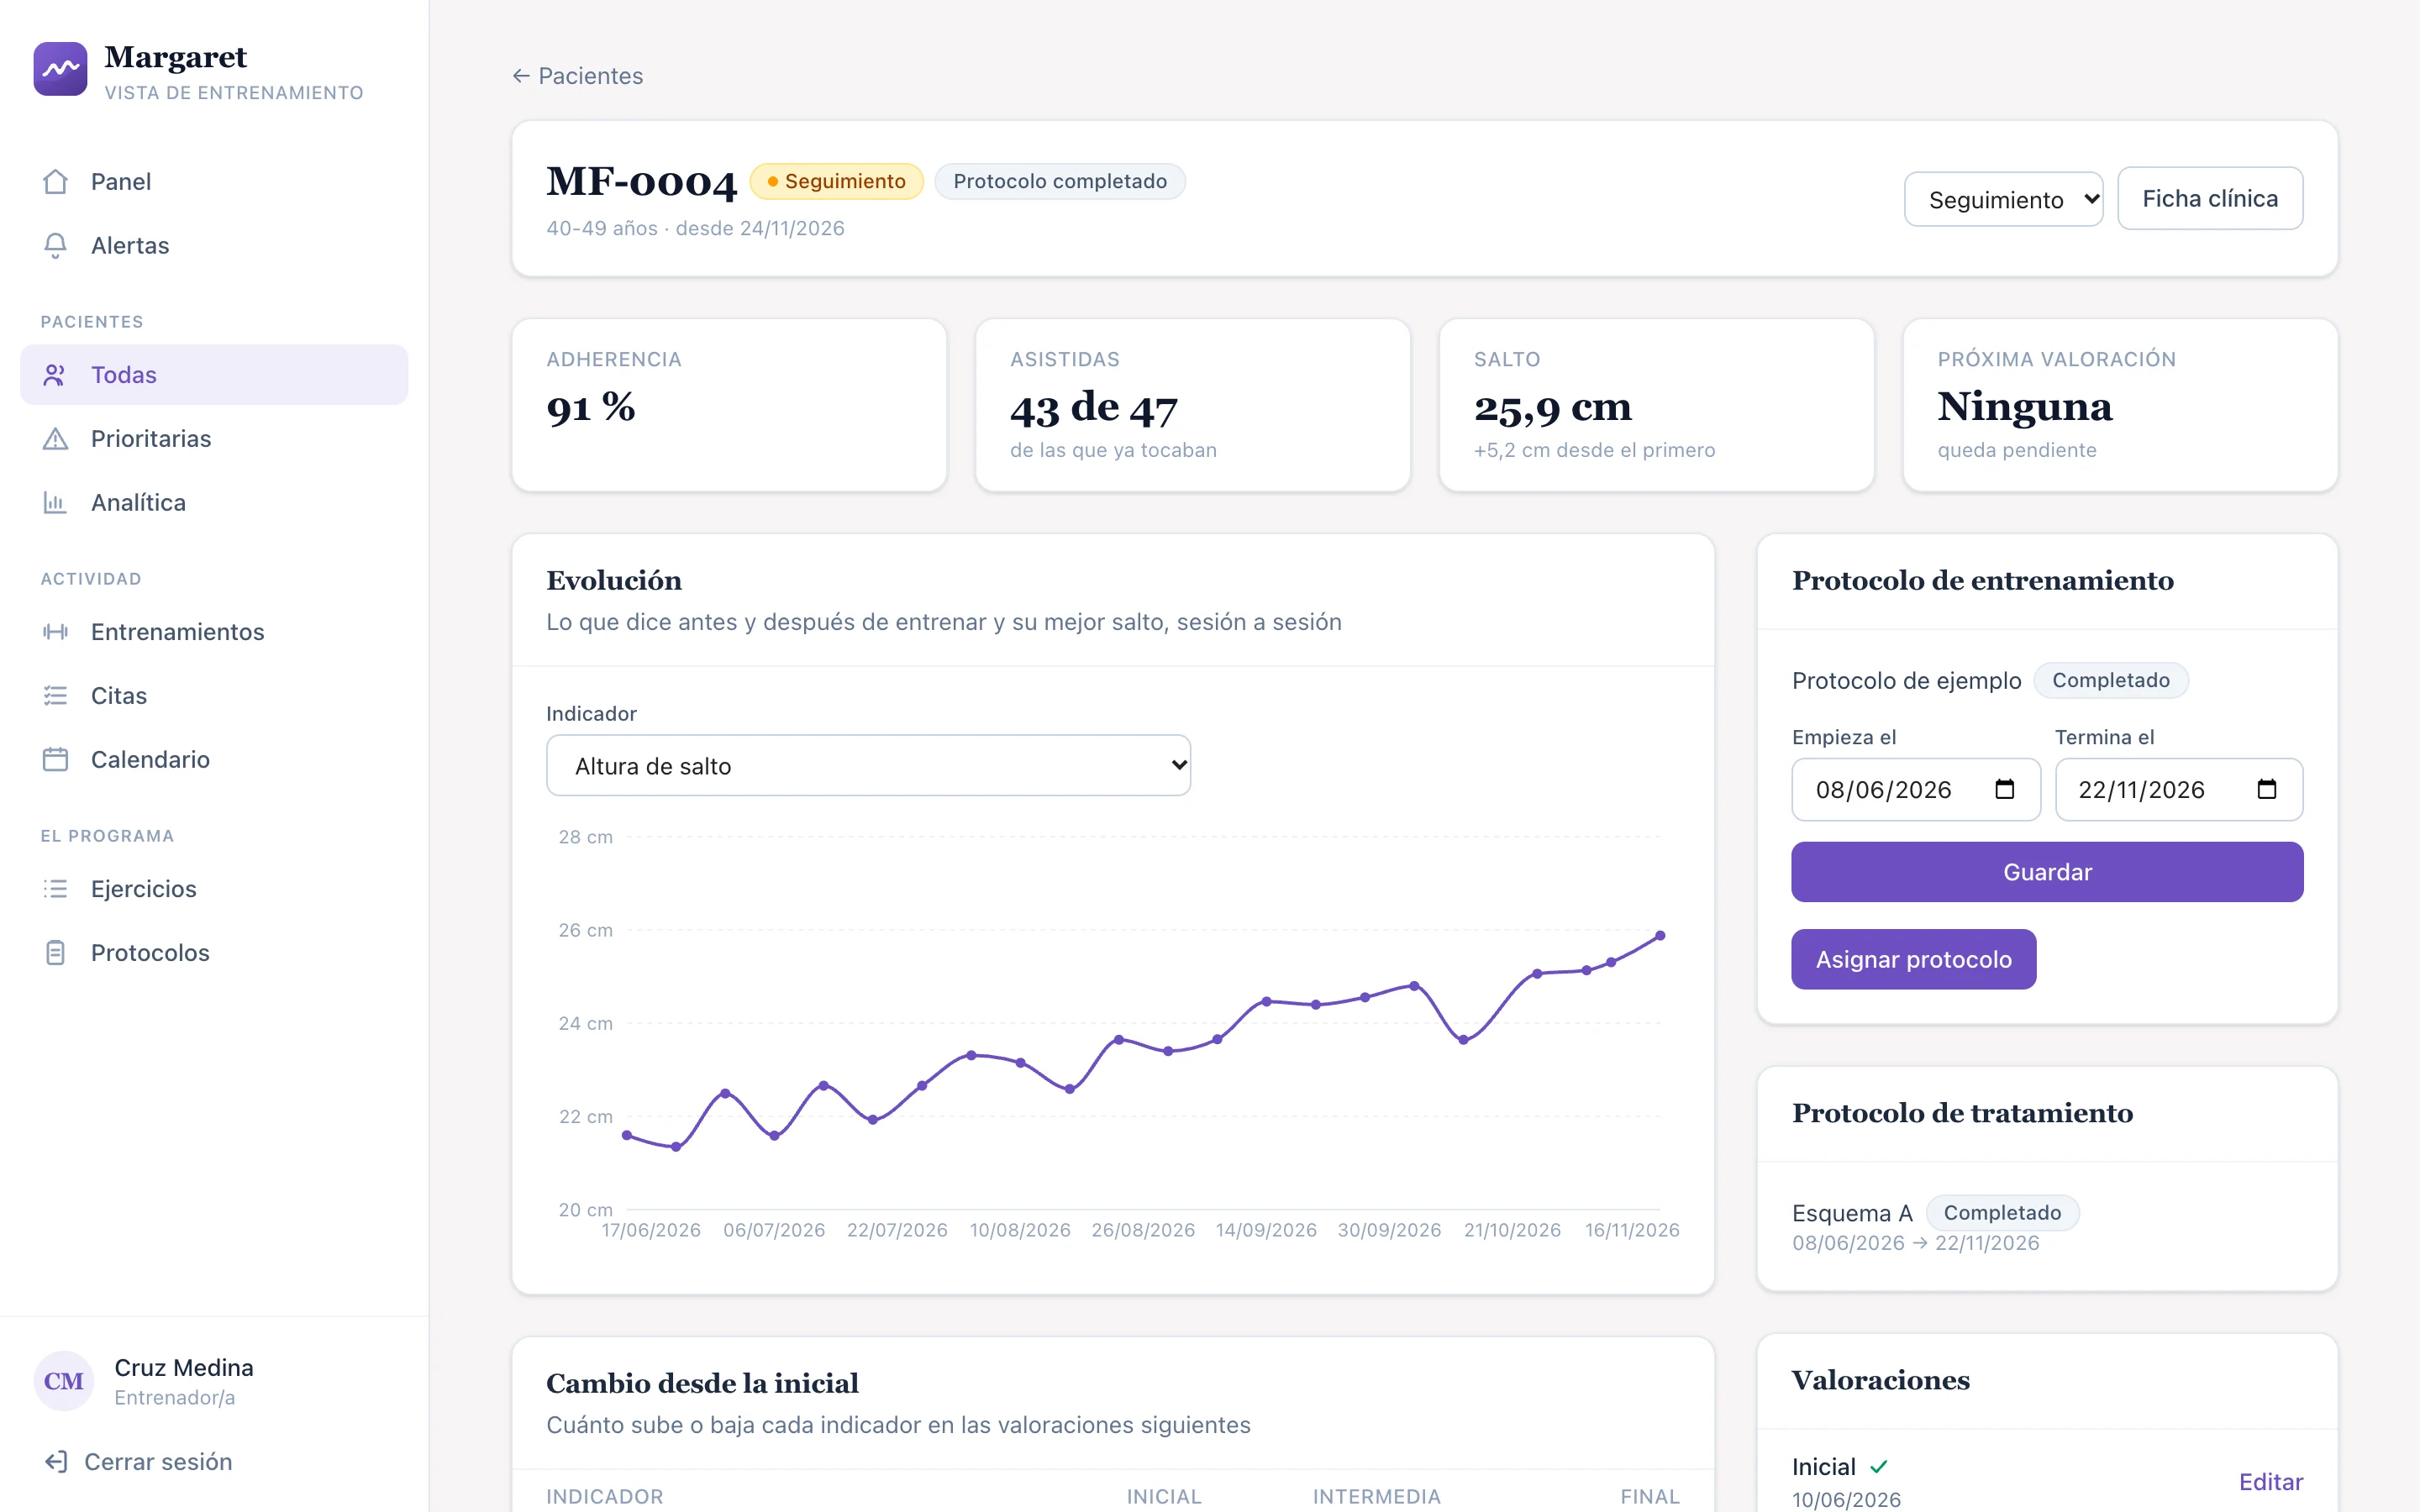 Margaret
VISTA DE ENTRENAMIENTO
Panel
Alertas
PACIENTES
Todas
Prioritarias
Analítica
ACTIVIDAD
Entrenamientos
Citas
Calendario
EL PROGRAMA
Ejercicios
Protocolos
CM
Cruz Medina
Entrenador/a
Cerrar sesión
← Pacientes
MF-0004
Seguimiento
Protocolo completado
40-49 años · desde 24/11/2026
Seguimiento
Ficha clínica
ADHERENCIA
91 %
ASISTIDAS
43 de 47
de las que ya tocaban
SALTO
25,9 cm
+5,2 cm desde el primero
PRÓXIMA VALORACIÓN
Ninguna
queda pendiente
Evolución
Lo que dice antes y después de entrenar y su mejor salto, sesión a sesión
Indicador
Altura de salto
28 cm
26 cm
24 cm
22 cm
20 cm
17/06/2026 06/07/2026 22/07/2026 10/08/2026 26/08/2026 14/09/2026 30/09/2026 21/10/2026 16/11/2026
Cambio desde la inicial
Cuánto sube o baja cada indicador en las valoraciones siguientes
INDICADOR INICIAL INTERMEDIA FINAL
Protocolo de entrenamiento
Protocolo de ejemplo Completado
Empieza el Termina el
08/06/2026 22/11/2026
Guardar
Asignar protocolo
Protocolo de tratamiento
Esquema A Completado
08/06/2026 → 22/11/2026
Valoraciones
Inicial
10/06/2026
Editar